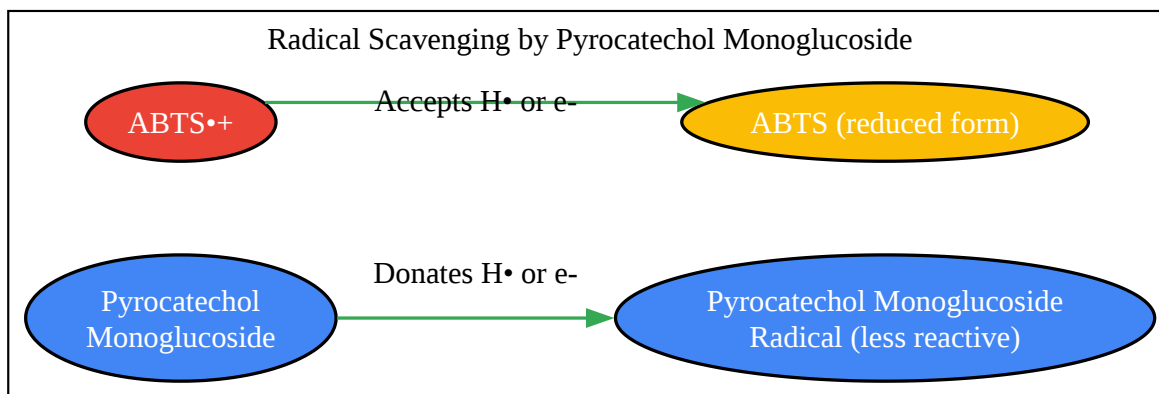 Radical Scavenging by Pyrocatechol Monoglucoside
ABTS•+
Accepts H• or e-
ABTS (reduced form)
Donates H• or e-
Pyrocatechol
Monoglucoside
Pyrocatechol Monoglucoside
Radical (less reactive)